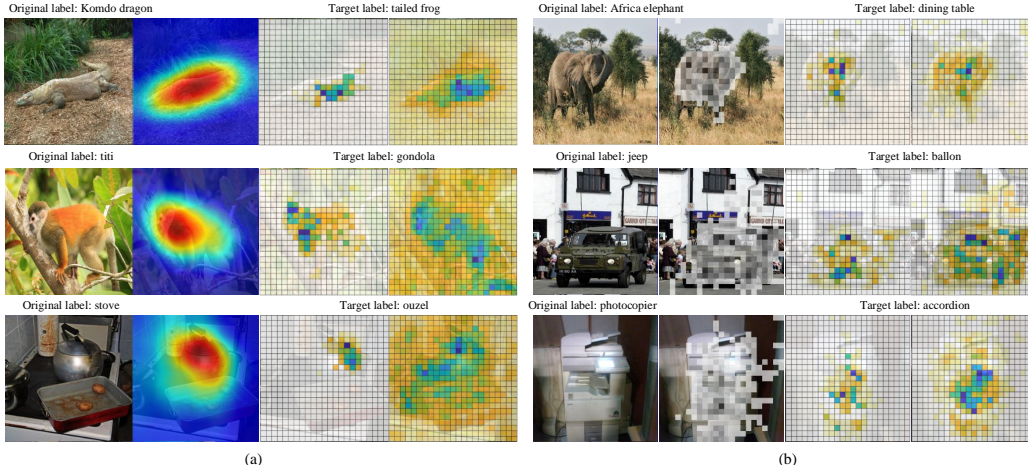 Original label: Komdo dragon Target label: tailed frog
Original label: titi Target label: gondola
Original label: stove Target label: ouzel
(a)
Original label: Africa elephant Target label: dining table
Original label: jeep Target label: ballon
Original label: photocopier Target label: accordion
(b)